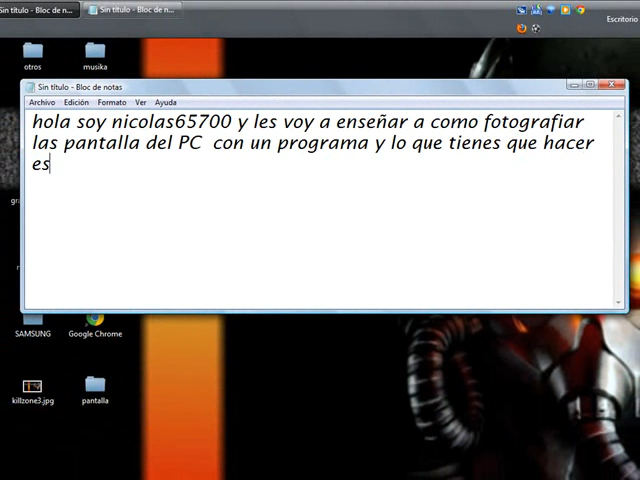 Sin título - Bloc de n...
Sin título - Bloc de n...
Escritorio
otros
musika
Sin título - Bloc de notas
Archivo Edición Formato Ver Ayuda
hola soy nicolas65700 y les voy a enseñar a como fotografiar
las pantalla del PC con un programa y lo que tienes que hacer
es
SAMSUNG
Google Chrome
killzone3.jpg
pantalla